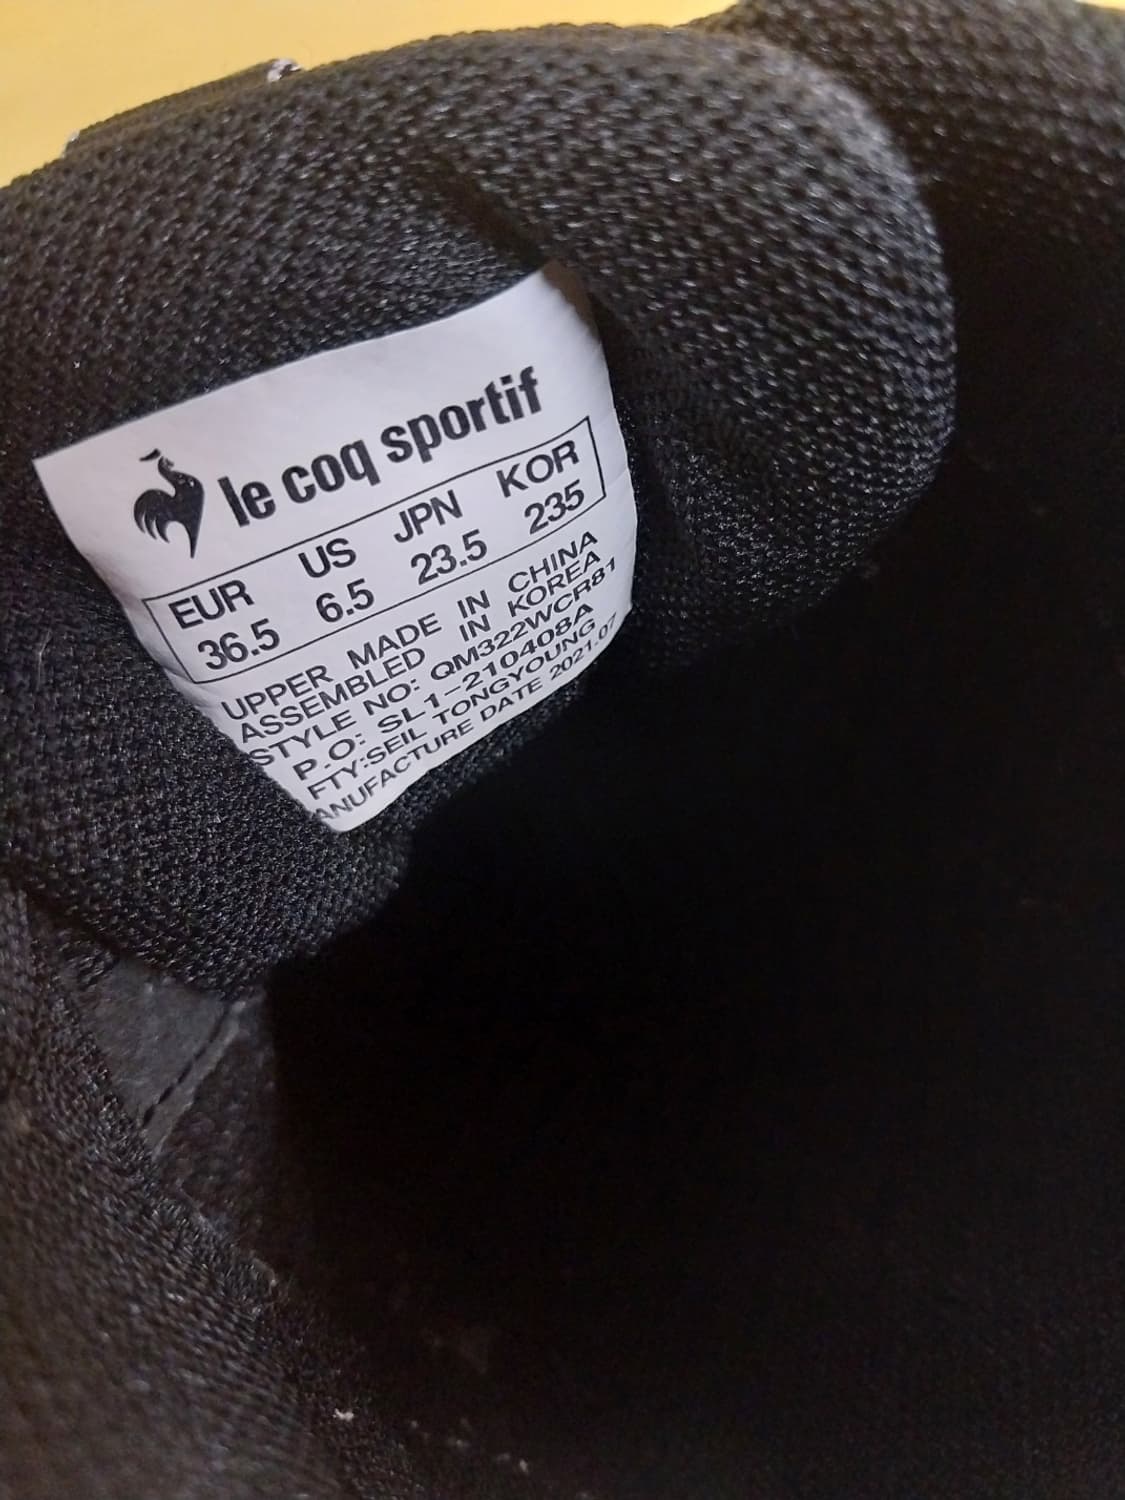 le coq sportif
EUR US JPN KOR
36.5 6.5 23.5 235
UPPER MADE IN CHINA
ASSEMBLED IN KOREA
STYLE NO: QM322WCR81
P.O: SL1-210408A
FTY:SEIL TONGYOUNG
ANUFACTURE DATE 2021.07